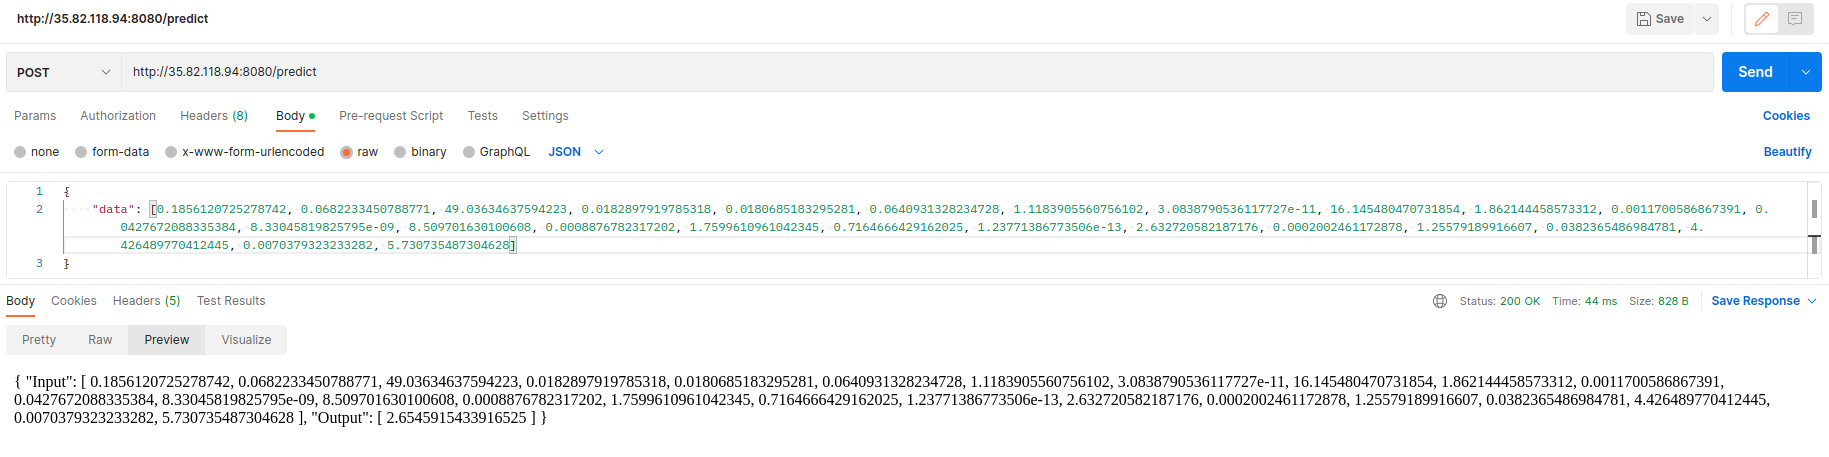 http://35.82.118.94:8080/predict
Save
POST http://35.82.118.94:8080/predict Send
Params Authorization Headers (8) Body Pre-request Script Tests Settings Cookies
none form-data x-www-form-urlencoded raw binary GraphQL JSON Beautify
1 {
2 "data": [0.1856120725278742, 0.0682233450788771, 49.03634637594223, 0.0182897919785318, 0.0180685183295281, 0.0640931328234728, 1.1183905560756102, 3.0838790536117727e-11, 16.145480470731854, 1.862144458573312, 0.0011700586867391, 0.
0427672088335384, 8.33045819825795e-09, 8.509701630100608, 0.0008876782317202, 1.7599610961042345, 0.7164666429162025, 1.23771386773506e-13, 2.632720582187176, 0.0002002461172878, 1.25579189916607, 0.0382365486984781, 4.
426489770412445, 0.0070379323233282, 5.730735487304628]
3 }
Body Cookies Headers (5) Test Results Status: 200 OK Time: 44 ms Size: 828 B Save Response
Pretty Raw Preview Visualize
{ "Input": [ 0.1856120725278742, 0.0682233450788771, 49.03634637594223, 0.0182897919785318, 0.0180685183295281, 0.0640931328234728, 1.1183905560756102, 3.0838790536117727e-11, 16.145480470731854, 1.862144458573312, 0.0011700586867391,
0.0427672088335384, 8.33045819825795e-09, 8.509701630100608, 0.0008876782317202, 1.7599610961042345, 0.7164666429162025, 1.23771386773506e-13, 2.632720582187176, 0.0002002461172878, 1.25579189916607, 0.0382365486984781, 4.426489770412445,
0.0070379323233282, 5.730735487304628 ], "Output": [ 2.6545915433916525 ] }